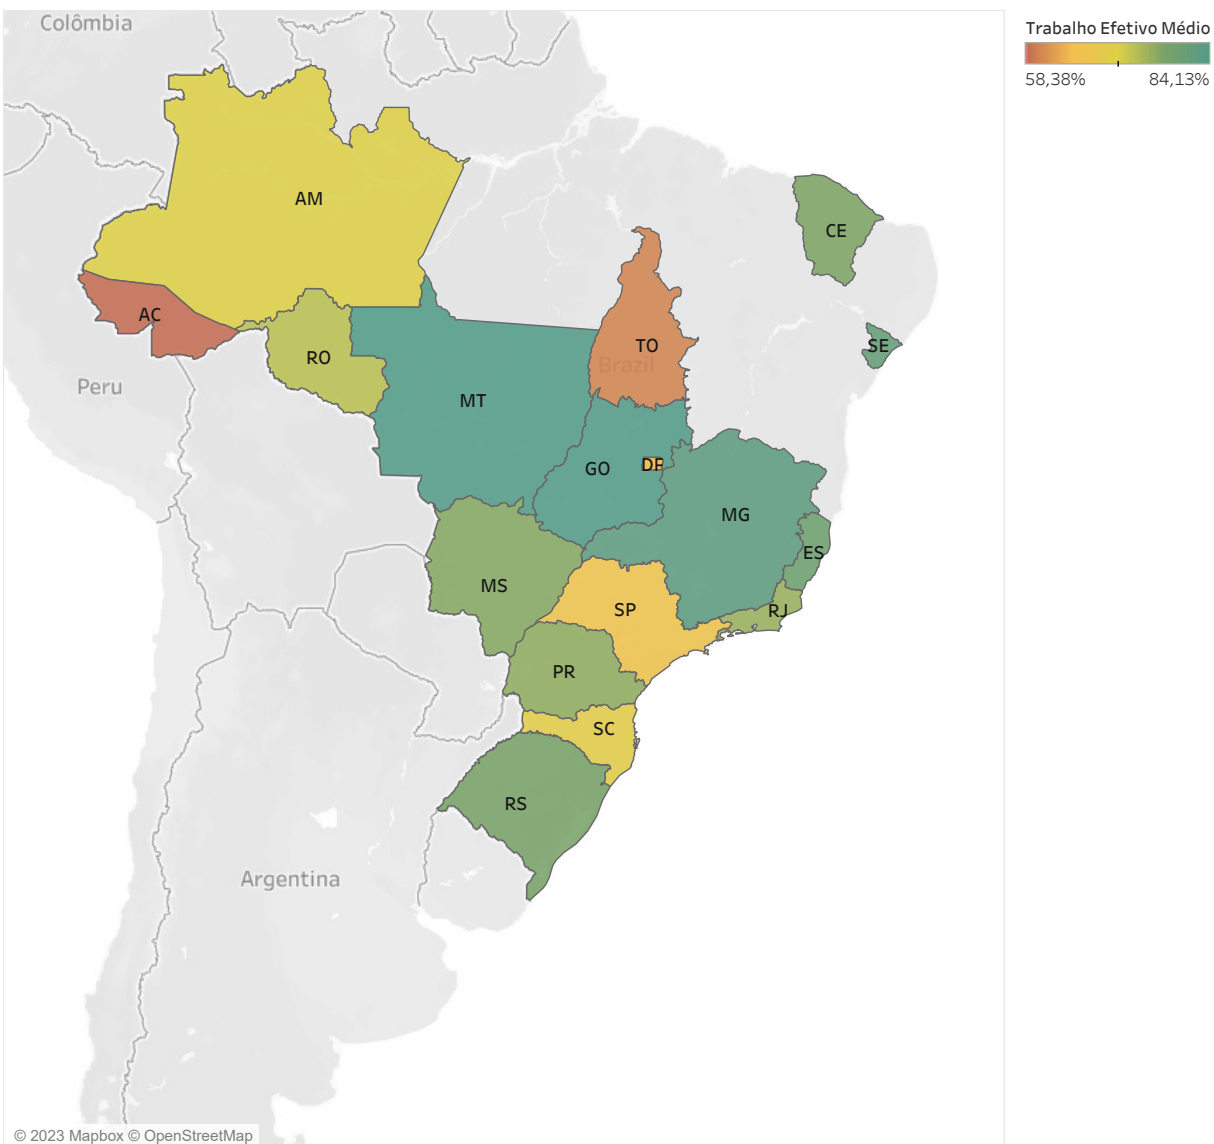 Colômbia
Trabalho Efetivo Médio
58,38% 84,13%
AM
CE
AC
TO
SE
RO
Brazil
Peru
MT
DF
GO
MG
ES
MS
SP
RJ
PR
SC
RS
Argentina
© 2023 Mapbox © OpenStreetMap